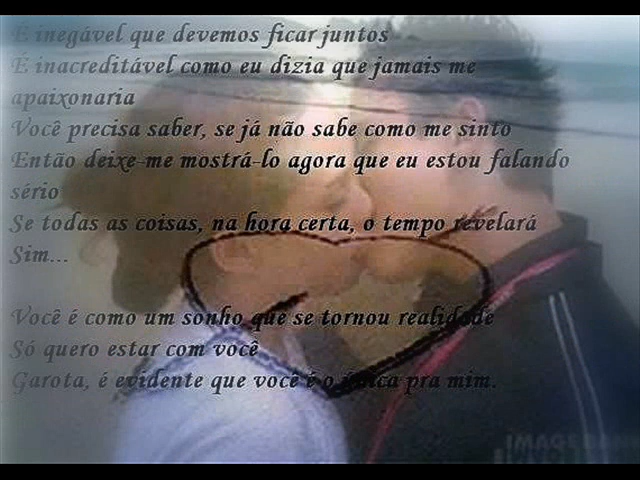 É inegável que devemos ficar juntos
É inacreditável como eu dizia que jamais me
apaixonaria
Você precisa saber, se já não sabe como me sinto
Então deixe-me mostrá-lo agora que eu estou falando
sério
Se todas as coisas, na hora certa, o tempo revelará
Sim...
Você é como um sonho que se tornou realidade
Só quero estar com você
Garota, é evidente que você é o única pra mim.